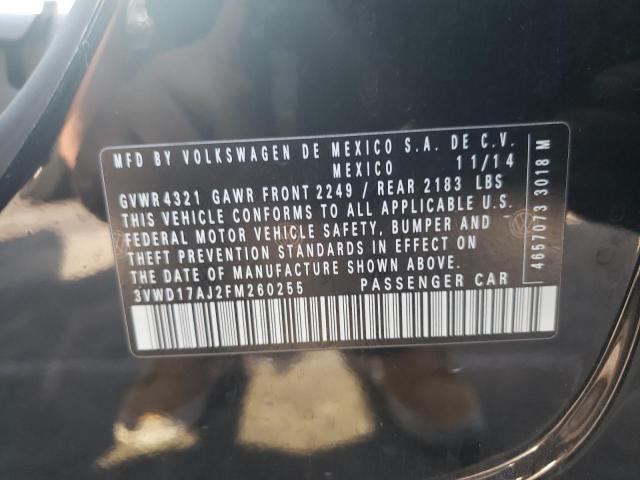 MFD BY VOLKSWAGEN DE MEXICO S.A. DE C.V.
MEXICO 11/14
GVWR 4321 GAWR FRONT 2249 / REAR 2183 LBS
THIS VEHICLE CONFORMS TO ALL APPLICABLE U.S.
FEDERAL MOTOR VEHICLE SAFETY, BUMPER AND
THEFT PREVENTION STANDARDS IN EFFECT ON
THE DATE OF MANUFACTURE SHOWN ABOVE.
3VWD17AJ2FM260255 PASSENGER CAR
4657073 3018 M